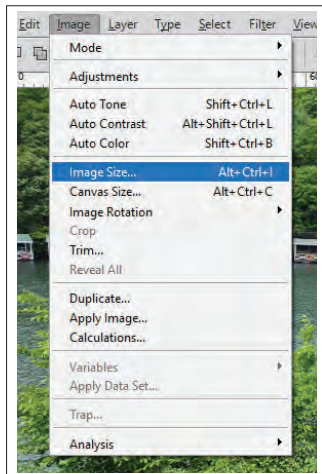 Edit Image Layer Type Select Filter View
Mode
Adjustments
Auto Tone Shift+Ctrl+L
Auto Contrast Alt+Shift+Ctrl+L
Auto Color Shift+Ctrl+B
Image Size... Alt+Ctrl+I
Canvas Size... Alt+Ctrl+C
Image Rotation
Crop
Trim...
Reveal All
Duplicate...
Apply Image...
Calculations...
Variables
Apply Data Set...
Trap...
Analysis